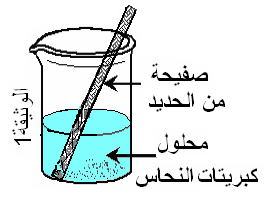 صفيحة
من الحديد
محلول
كبريتات النحاس
الوثيقة1